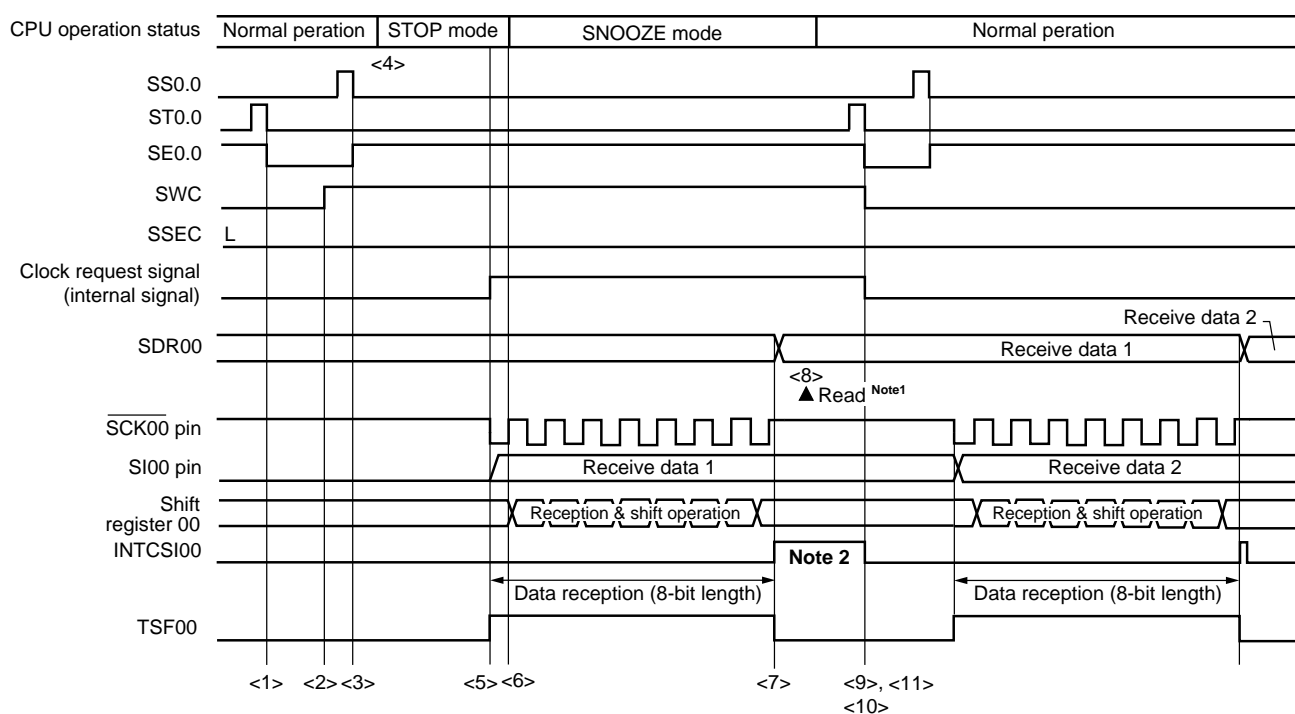 CPU operation status Normal peration STOP mode SNOOZE mode Normal peration
<4>
SS0.0
ST0.0
SE0.0
SWC
SSEC L
Clock request signal
(internal signal)
Receive data 2
SDR00 Receive data 1
<8>
▲ Read Note1
SCK00 pin
SI00 pin Receive data 1 Receive data 2
Shift
register 00 Reception & shift operation Reception & shift operation
INTCSI00 Note 2
Data reception (8-bit length) Data reception (8-bit length)
TSF00
<1> <2> <3> <5> <6> <7> <9>, <11>
<10>